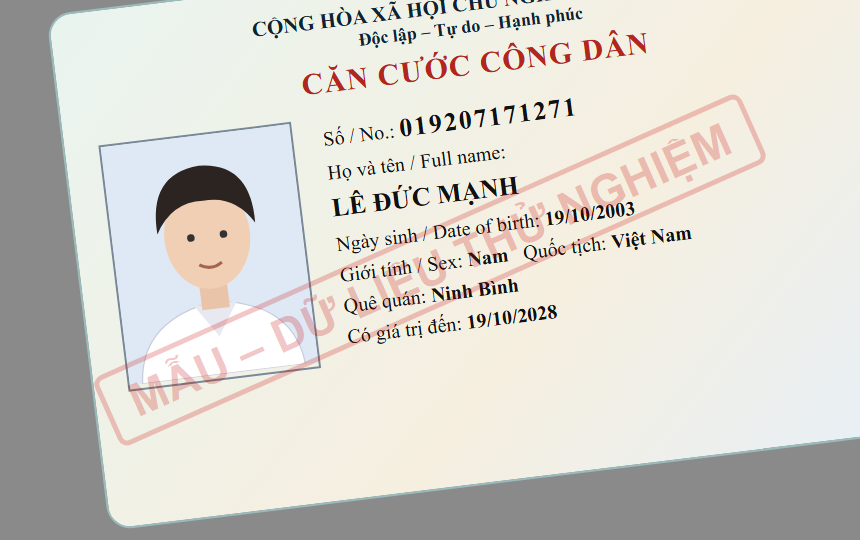 CỘNG HÒA XÃ HỘI CHỦ
Độc lập – Tự do – Hạnh phúc
CĂN CƯỚC CÔNG DÂN
Số / No.: 019207171271
Họ và tên / Full name:
LÊ ĐỨC MẠNH
Ngày sinh / Date of birth: 19/10/2003
Giới tính / Sex: Nam Quốc tịch: Việt Nam
Quê quán: Ninh Bình
Có giá trị đến: 19/10/2028
MẪU – DỮ LIỆU THỬ NGHIỆM